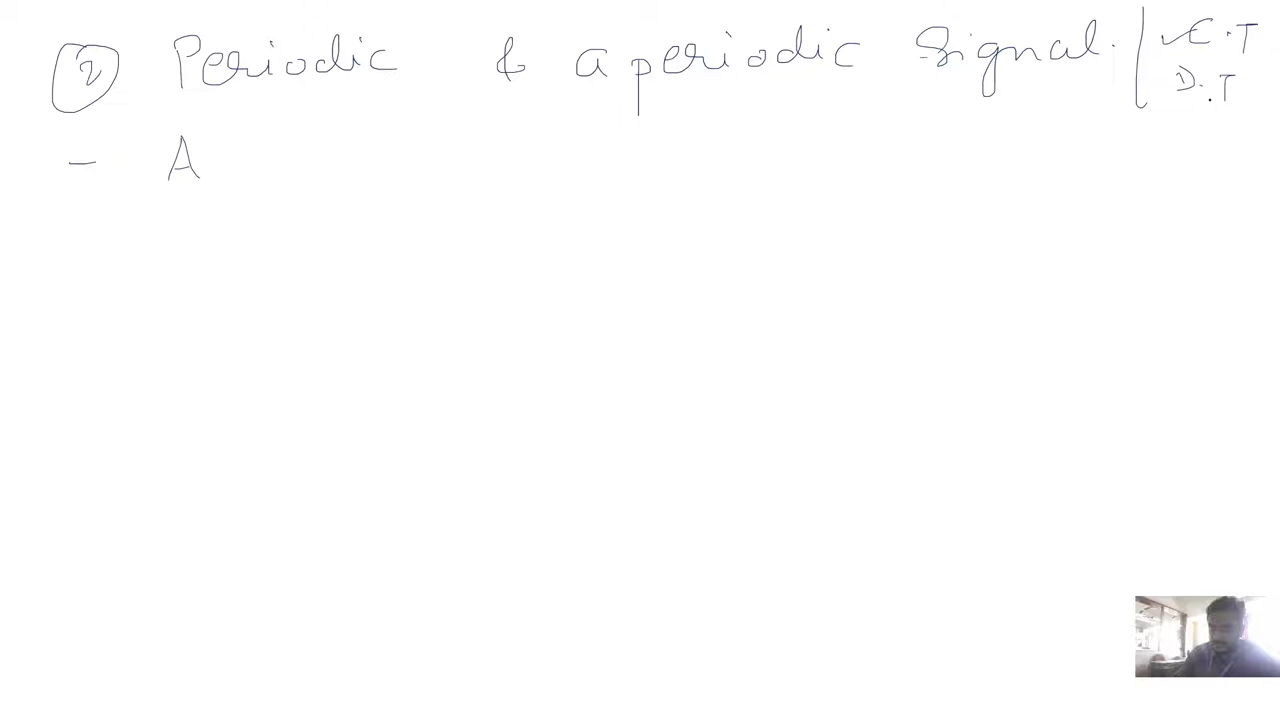 ② Periodic & aperiodic Signal. | ✓C.T
D.T
- A